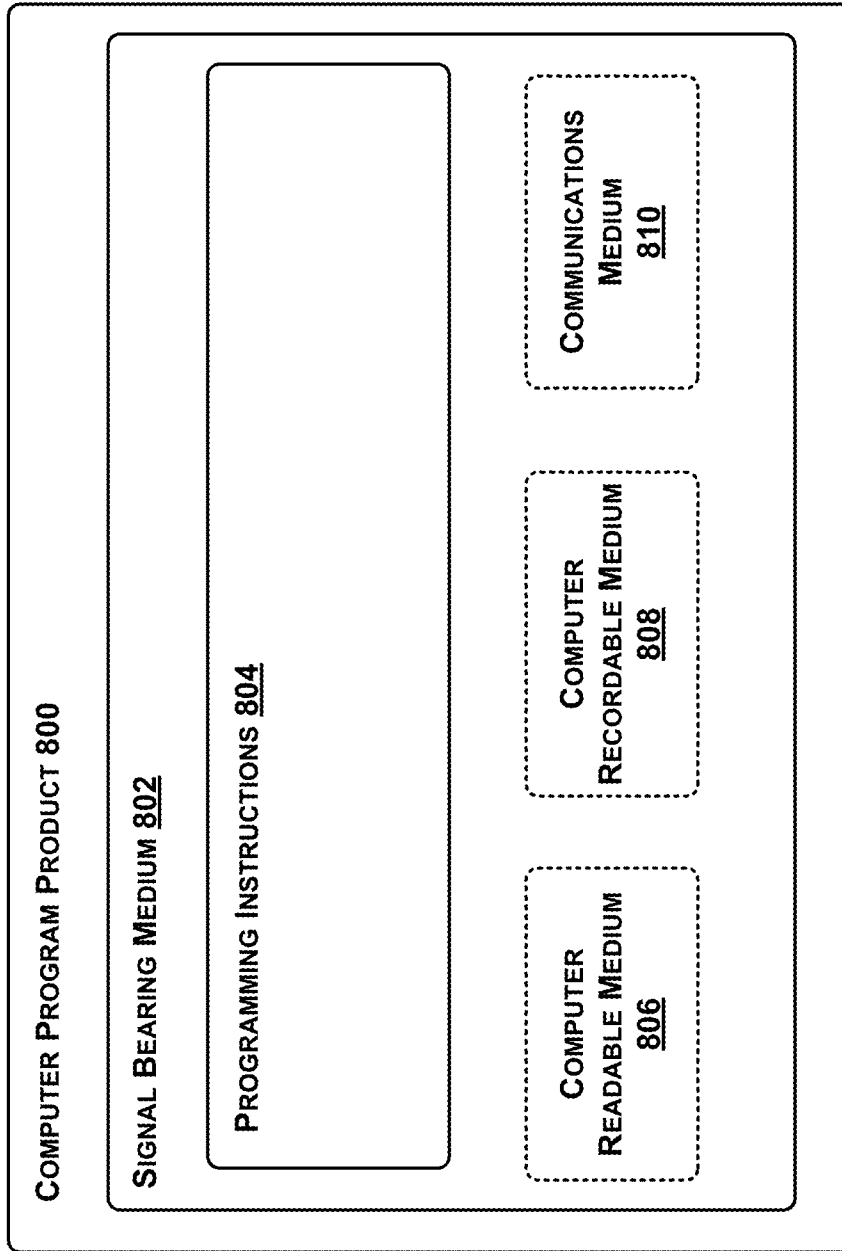 COMPUTER PROGRAM PRODUCT 800
SIGNAL BEARING MEDIUM 802
PROGRAMMING INSTRUCTIONS 804
COMPUTER
READABLE MEDIUM
806
COMPUTER
RECORDABLE MEDIUM
808
COMMUNICATIONS
MEDIUM
810